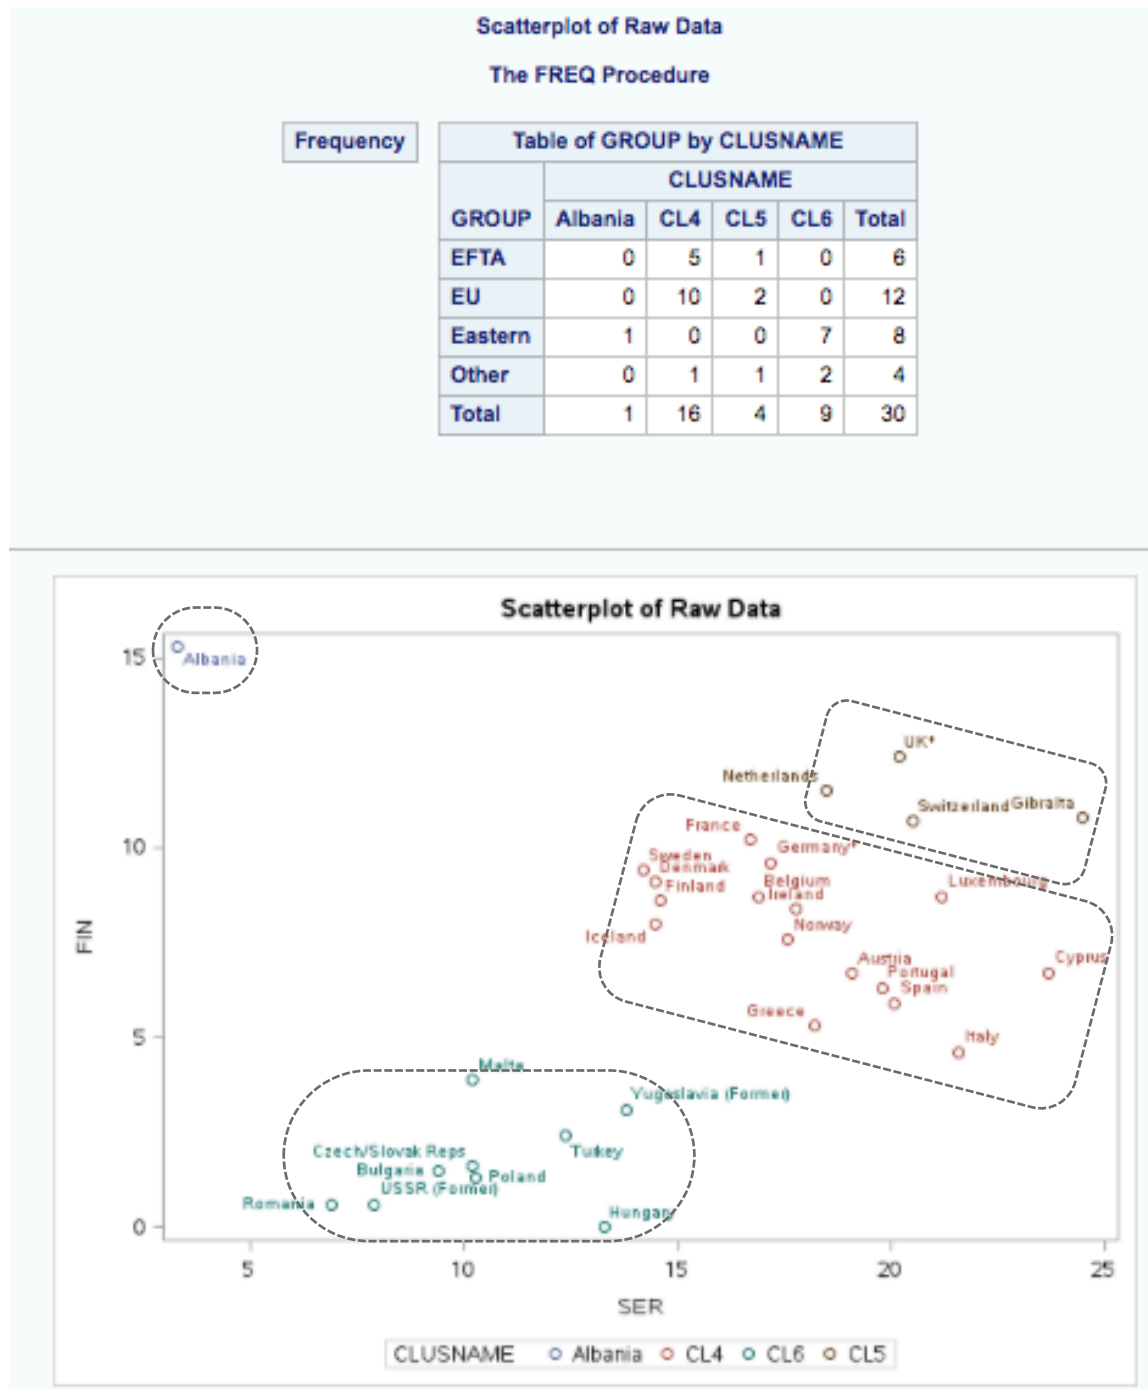 Scatterplot of Raw Data
The FREQ Procedure
Frequency
Table of GROUP by CLUSNAME
CLUSNAME
GROUP Albania CL4 CL5 CL6 Total
EFTA 0 5 1 0 6
EU 0 10 2 0 12
Eastern 1 0 0 7 8
Other 0 1 1 2 4
Total 1 16 4 9 30
Scatterplot of Raw Data
15
Albania
UK*
Netherlands
Switzerland Gibralta
France
10
Germany*
Sweden
Denmark
Finland
Belgium
Ireland
Luxembourg
Norway
Iceland
FIN
Austria
Cyprus
Portugal
Spain
Greece
Italy
5
Malta
Yugoslavia (Former)
Czech/Slovak Reps
Turkey
Bulgaria
Poland
USSR (Former)
Romania
Hungary
0
5 10 15 20 25
SER
CLUSNAME Albania CL4 CL6 CL5